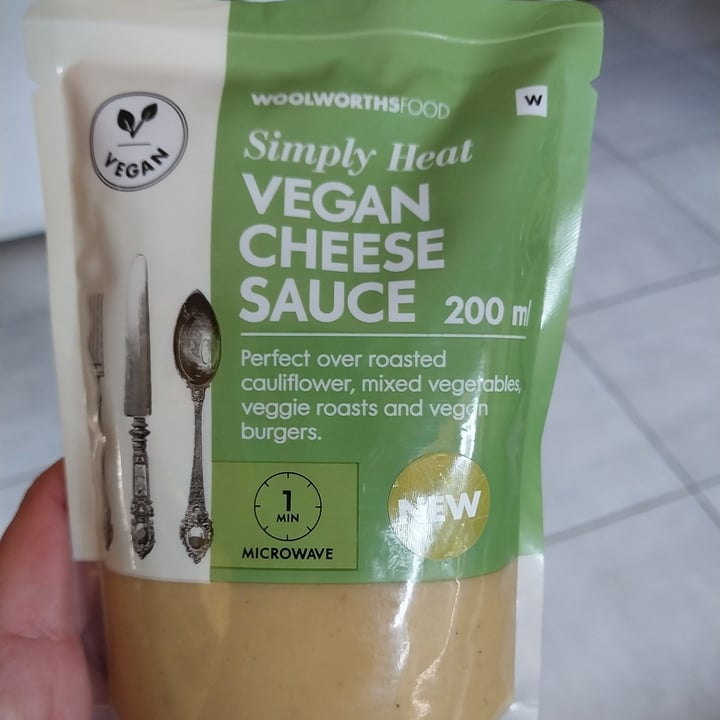 WOOLWORTHSFOOD
W
VEGAN
Simply Heat
VEGAN
CHEESE
SAUCE 200 ml
Perfect over roasted
cauliflower, mixed vegetables,
veggie roasts and vegan
burgers.
1
MIN
MICROWAVE
NEW